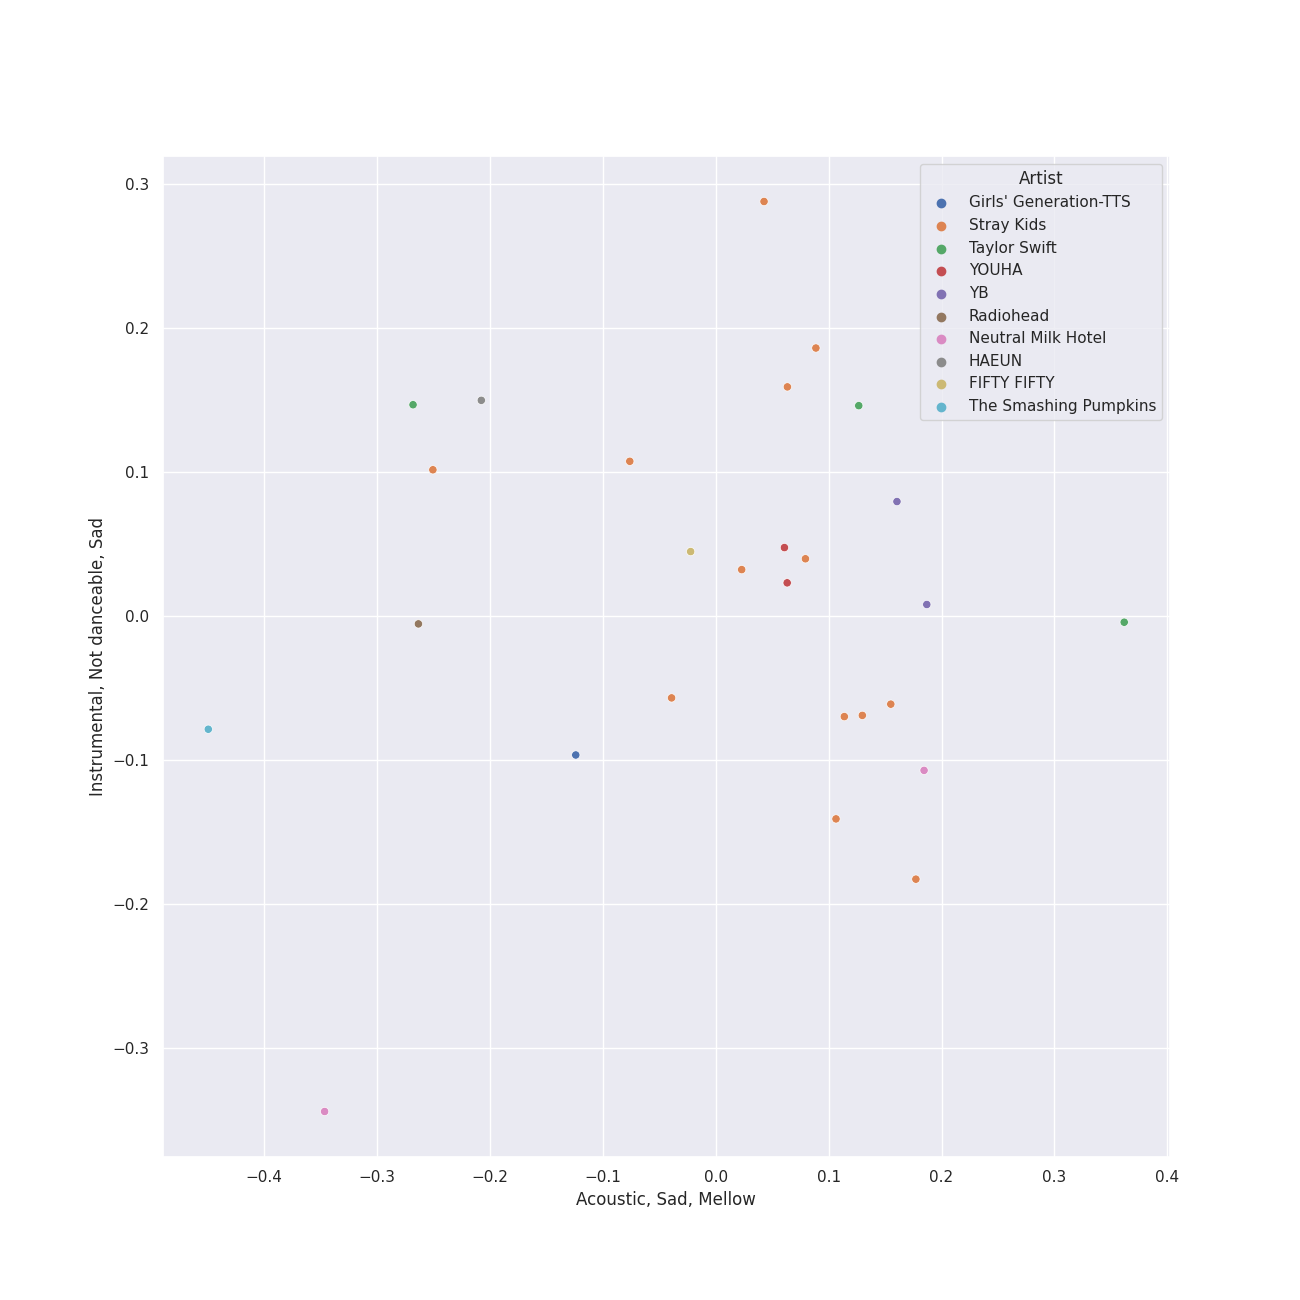 Artist
Girls' Generation-TTS
Stray Kids
Taylor Swift
YOUHA
YB
Radiohead
Neutral Milk Hotel
HAEUN
FIFTY FIFTY
The Smashing Pumpkins
0.3
0.2
0.1
0.0
−0.1
−0.2
−0.3
Instrumental, Not danceable, Sad
−0.4 −0.3 −0.2 −0.1 0.0 0.1 0.2 0.3 0.4
Acoustic, Sad, Mellow